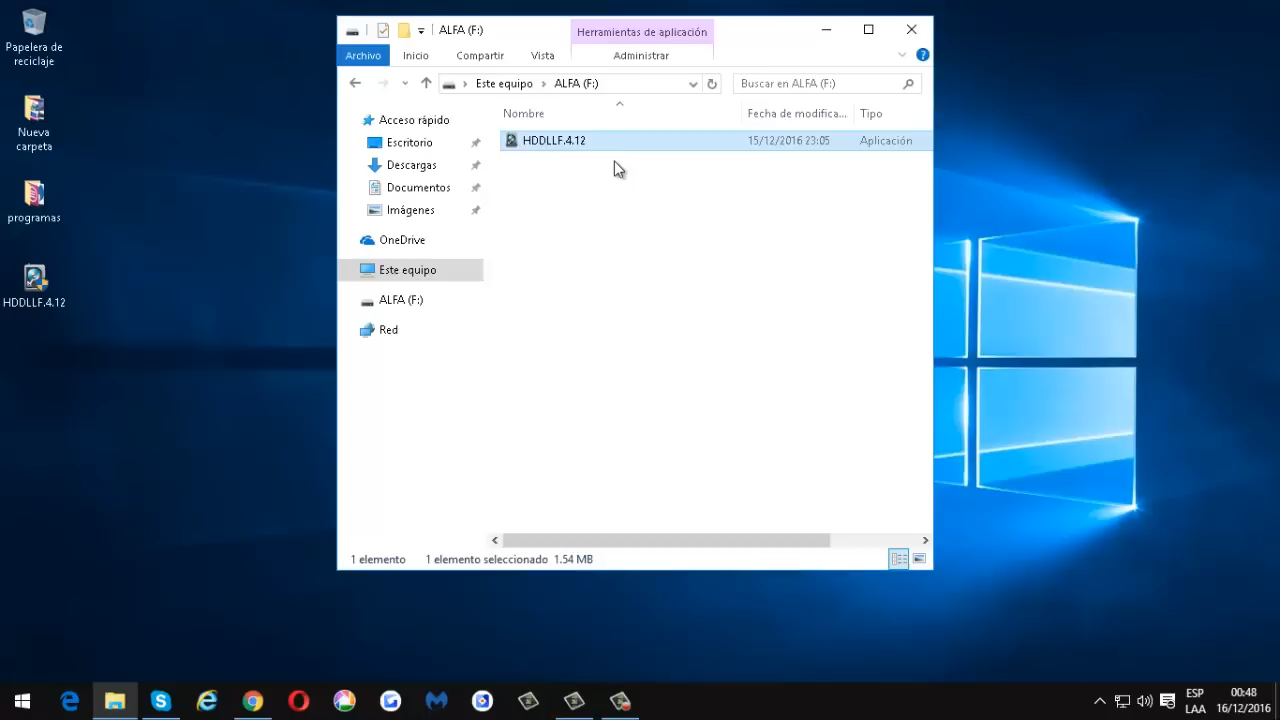 Papelera de
reciclaje
Nueva
carpeta
programas
HDDLLF.4.12
ALFA (F:)
Herramientas de aplicación
Archivo
Inicio
Compartir
Vista
Administrar
Este equipo
ALFA (F:)
Buscar en ALFA (F:)
Nombre
Fecha de modifica...
Tipo
HDDLLF.4.12
15/12/2016 23:05
Aplicación
Acceso rápido
Escritorio
Descargas
Documentos
Imágenes
OneDrive
Este equipo
ALFA (F:)
Red
1 elemento
1 elemento seleccionado 1.54 MB
ESP
LAA
00:48
16/12/2016